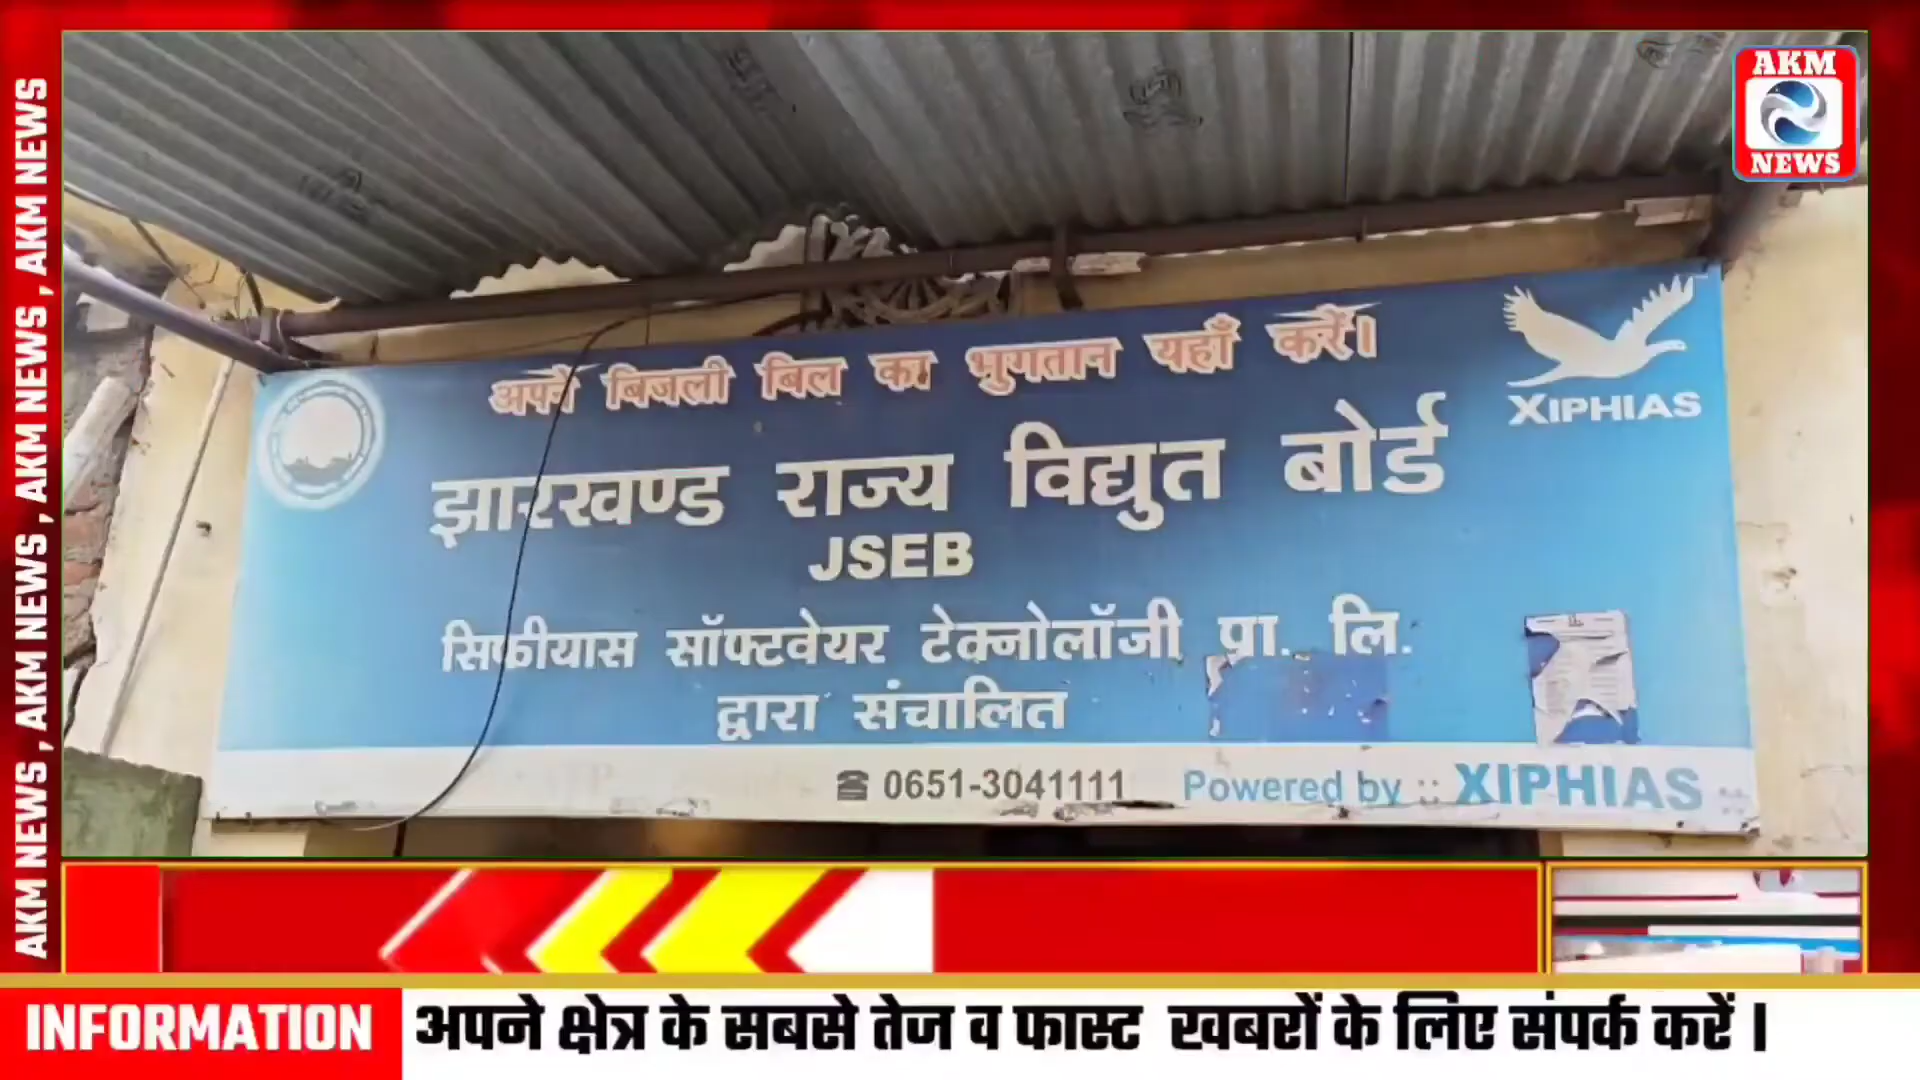 AKM NEWS , AKM NEWS , AKM NEWS , AKM NEWS
AKM
NEWS
अपने बिजली बिल का भुगतान यहाँ करें।
XIPHIAS
झारखण्ड राज्य विद्युत बोर्ड
JSEB
सिफीयास सॉफ्टवेयर टेक्नोलॉजी प्रा. लि.
द्वारा संचालित
☎ 0651-3041111 Powered by :: XIPHIAS ::
INFORMATION
अपने क्षेत्र के सबसे तेज व फास्ट खबरों के लिए संपर्क करें।